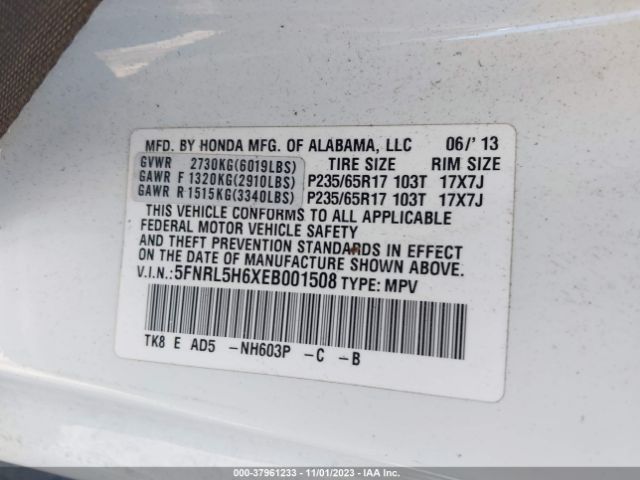 MFD. BY HONDA MFG. OF ALABAMA, LLC 06/' 13
GVWR 2730KG(6019LBS) TIRE SIZE RIM SIZE
GAWR F 1320KG(2910LBS) P235/65R17 103T 17X7J
GAWR R 1515KG(3340LBS) P235/65R17 103T 17X7J
THIS VEHICLE CONFORMS TO ALL APPLICABLE
FEDERAL MOTOR VEHICLE SAFETY
AND THEFT PREVENTION STANDARDS IN EFFECT
ON THE DATE OF MANUFACTURE SHOWN ABOVE.
V.I.N.:5FNRL5H6XEB001508 TYPE: MPV
TK8 E AD5 -NH603P -C -B
000-37961233 - 11/01/2023 - IAA Inc.